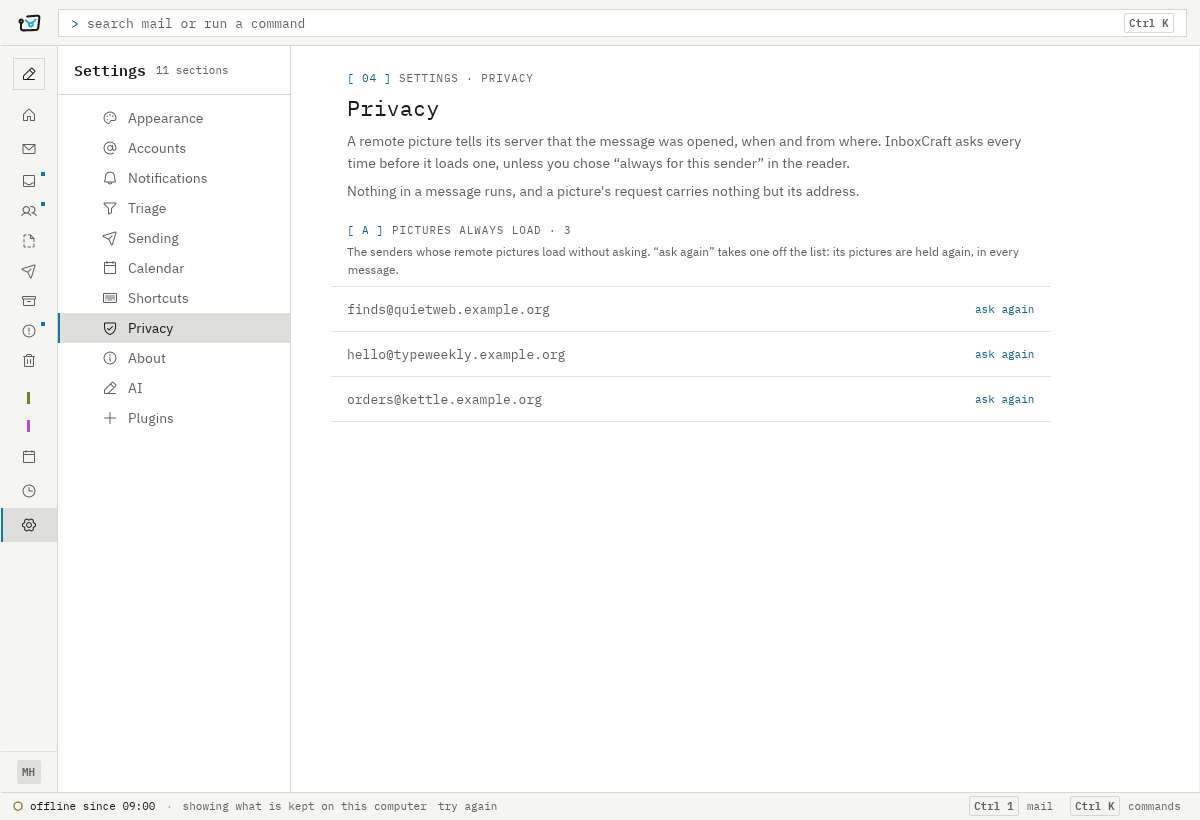 > search mail or run a command
Ctrl K
Settings 11 sections
Appearance
Accounts
Notifications
Triage
Sending
Calendar
Shortcuts
Privacy
About
AI
Plugins
MH
[ 04 ] SETTINGS · PRIVACY
Privacy
A remote picture tells its server that the message was opened, when and from where. InboxCraft asks every
time before it loads one, unless you chose “always for this sender” in the reader.
Nothing in a message runs, and a picture's request carries nothing but its address.
[ A ] PICTURES ALWAYS LOAD · 3
The senders whose remote pictures load without asking. “ask again” takes one off the list: its pictures are held again, in every
message.
finds@quietweb.example.org ask again
hello@typeweekly.example.org ask again
orders@kettle.example.org ask again
offline since 09:00 · showing what is kept on this computer try again
Ctrl 1 mail Ctrl K commands